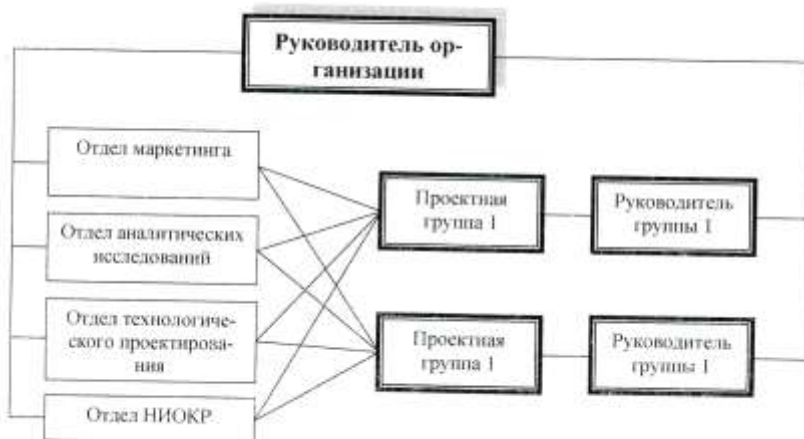 Руководитель ор-
ганизации
Отдел маркетинга
Отдел аналитических
исследований
Отдел технологиче-
ского проектирова-
ния
Отдел НИОКР
Проектная
группа 1
Руководитель
группы 1
Проектная
группа 1
Руководитель
группы 1